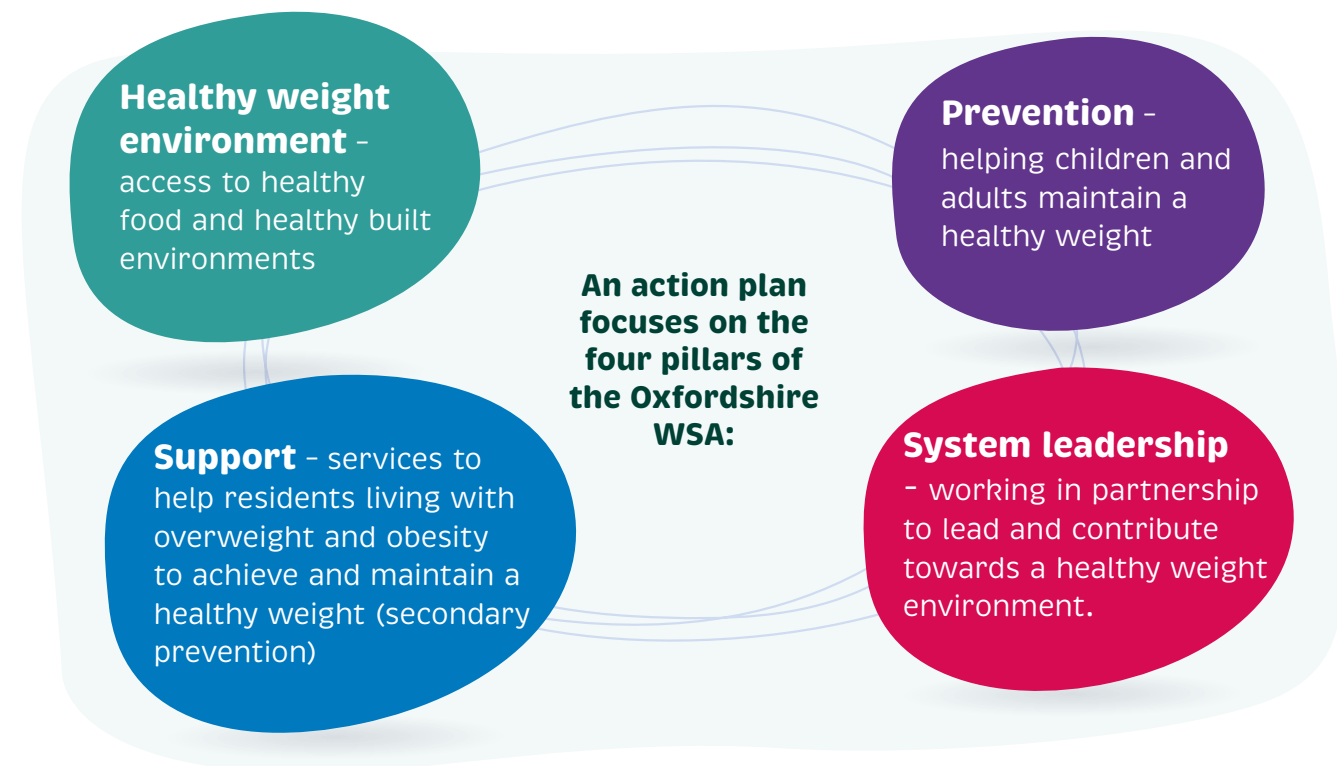 Healthy weight
environment -
access to healthy
food and healthy built
environments
Prevention -
helping children and
adults maintain a
healthy weight
An action plan
focuses on the
four pillars of
the Oxfordshire
WSA:
Support - services to
help residents living with
overweight and obesity
to achieve and maintain a
healthy weight (secondary
prevention)
System leadership
- working in partnership
to lead and contribute
towards a healthy weight
environment.